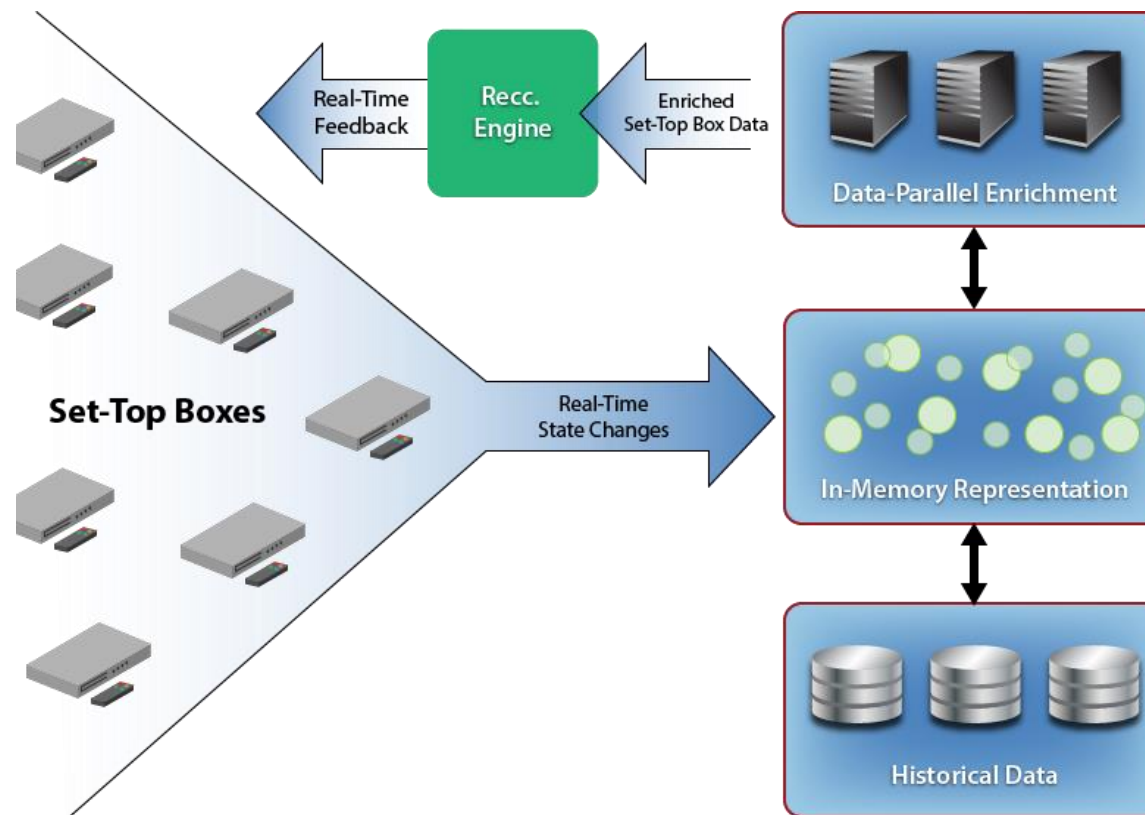 Real-Time
Feedback
Recc.
Engine
Enriched
Set-Top Box Data
Data-Parallel Enrichment
Set-Top Boxes
Real-Time
State Changes
In-Memory Representation
Historical Data